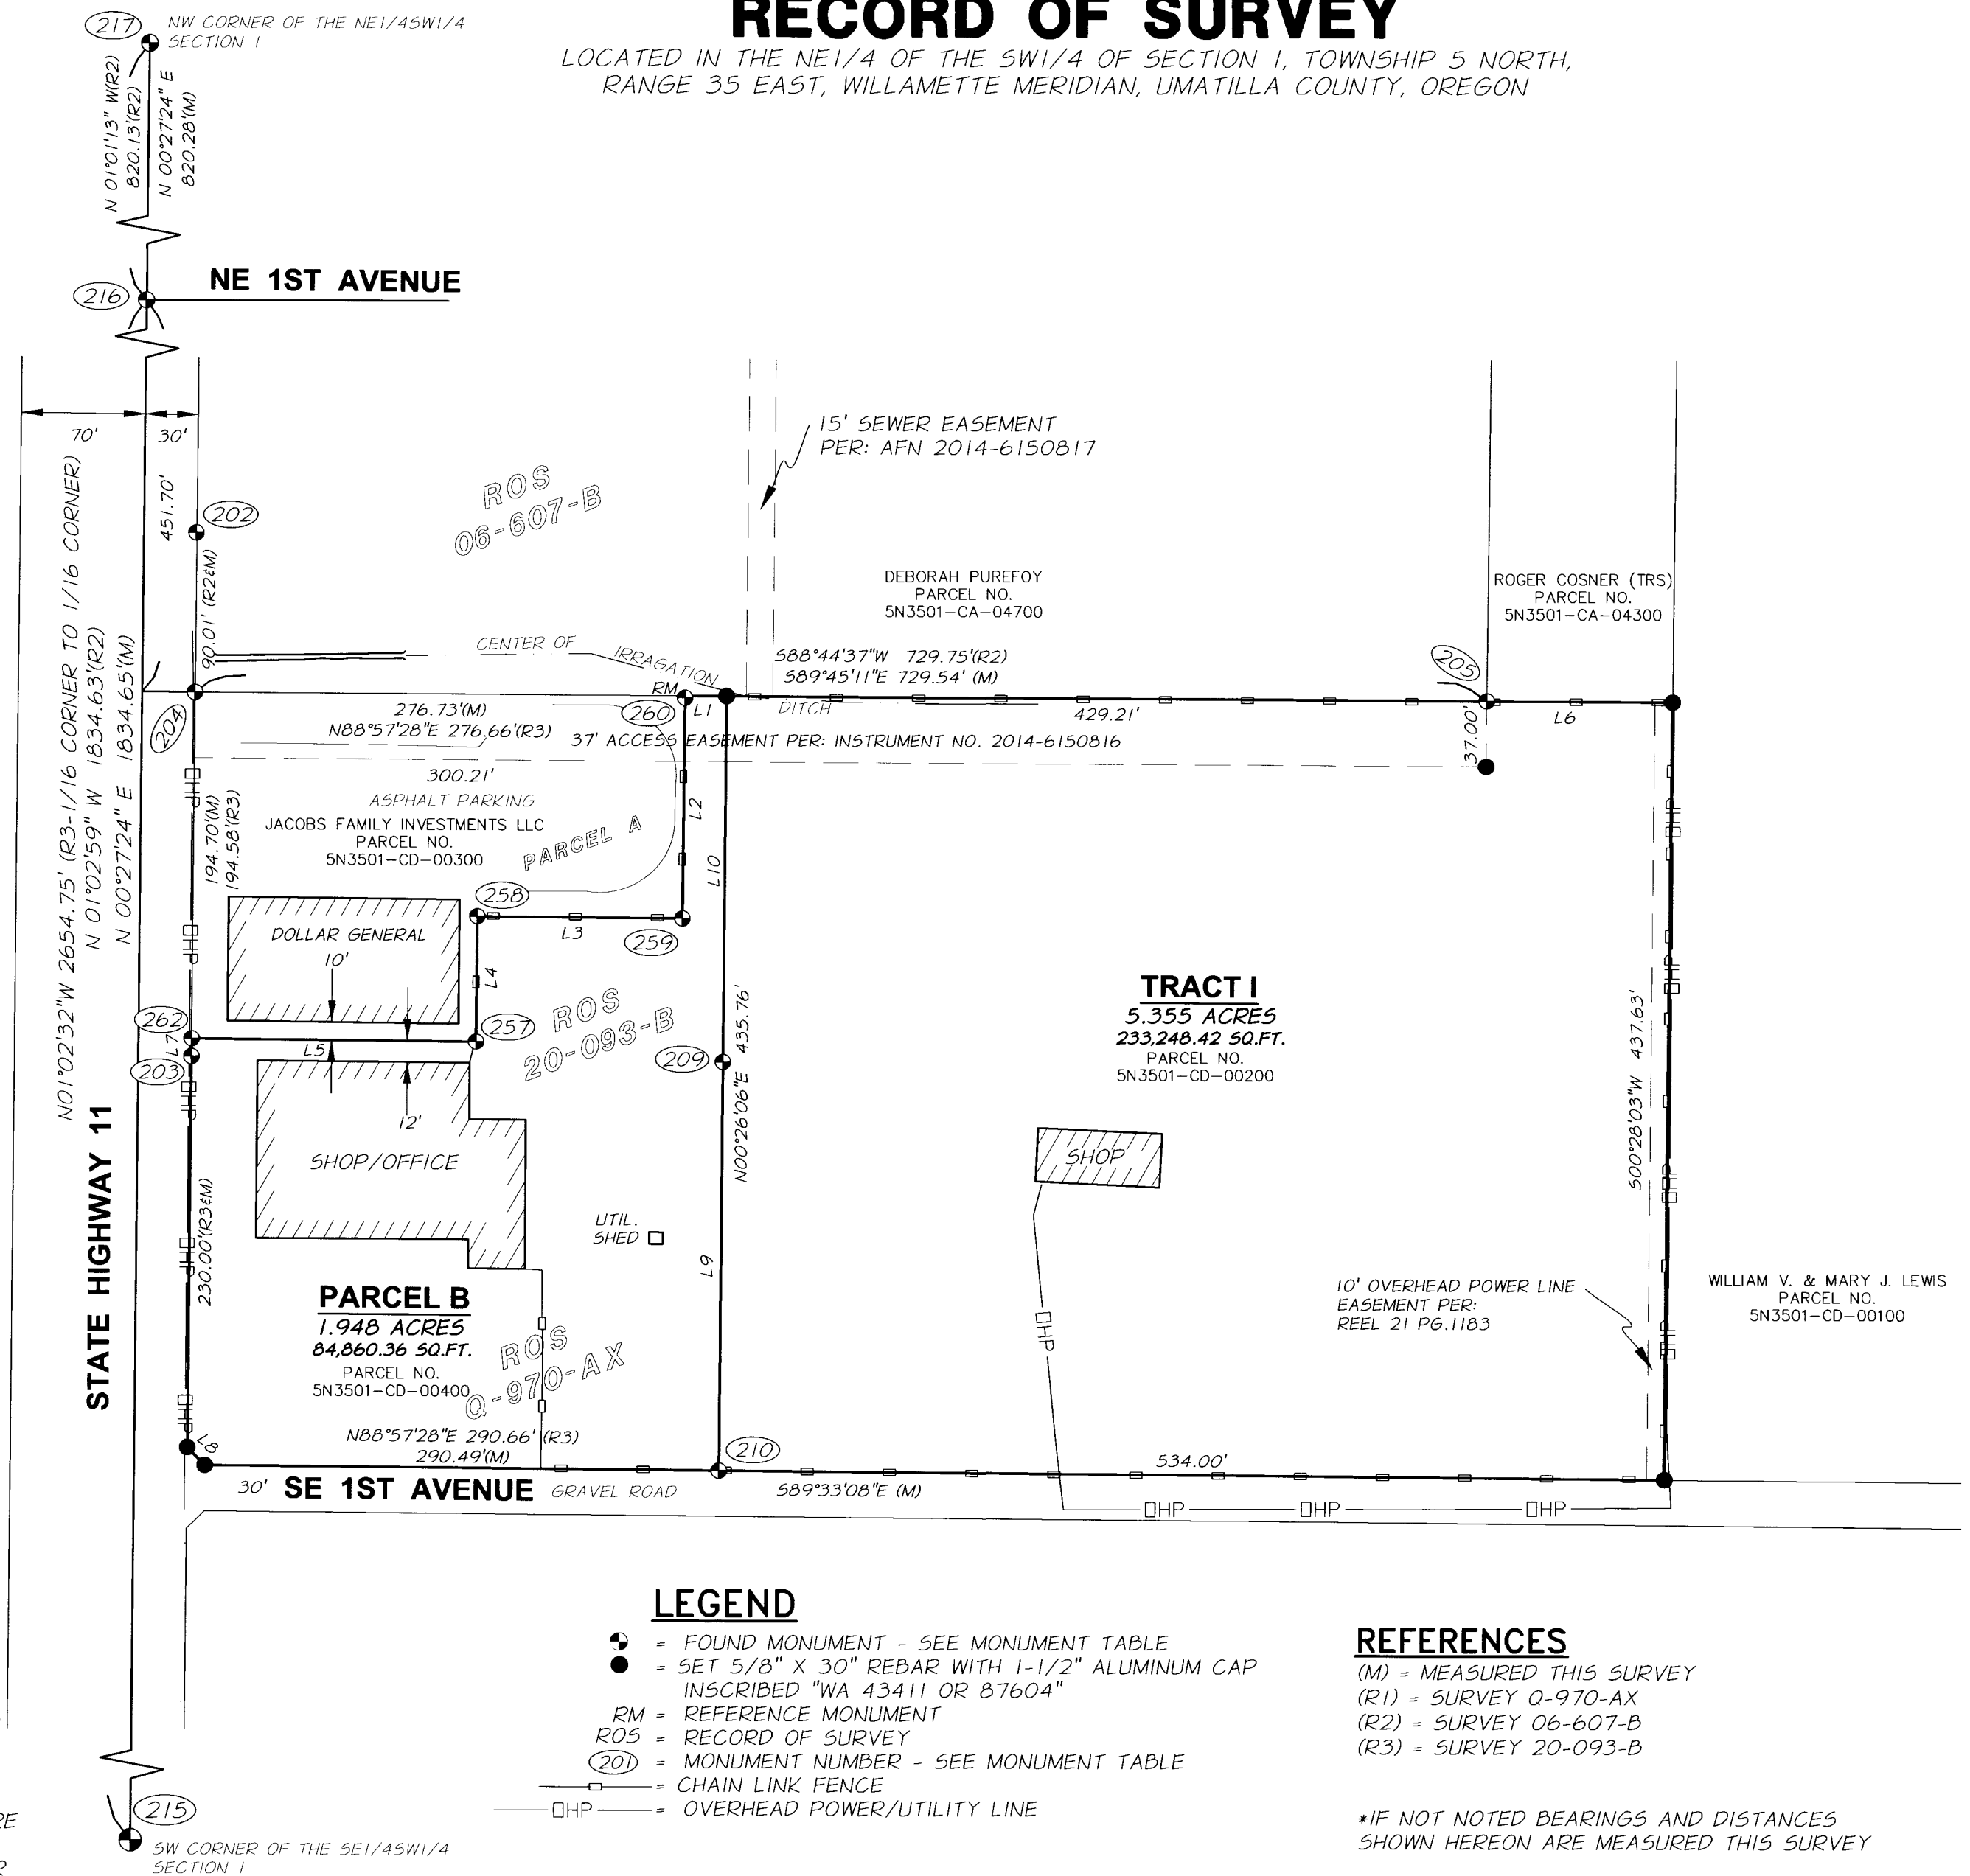 RECORD OF SURVEY
LOCATED IN THE NE1/4 OF THE SW1/4 OF SECTION 1, TOWNSHIP 5 NORTH,
RANGE 35 EAST, WILLAMETTE MERIDIAN, UMATILLA COUNTY, OREGON
217
NW CORNER OF THE NE1/4SW1/4
SECTION 1
N 01°01'13" W(R2)
820.13'(R2)
N 00°27'24" E
820.28'(M)
216
NE 1ST AVENUE
70'
30'
451.70'
202
90.01' (R2&M)
N01°02'32"W 2654.75' (R3-1/16 CORNER TO 1/16 CORNER)
N 01°02'59" W 1834.63'(R2)
N 00°27'24" E 1834.65'(M)
ROS
06-607-B
15' SEWER EASEMENT
PER: AFN 2014-6150817
DEBORAH PUREFOY
PARCEL NO.
5N3501-CA-04700
ROGER COSNER (TRS)
PARCEL NO.
5N3501-CA-04300
CENTER OF
IRRAGATION
DITCH
S88°44'37"W 729.75'(R2)
S89°45'11"E 729.54' (M)
205
204
RM
260
L1
429.21'
L6
276.73'(M)
N88°57'28"E 276.66'(R3)
37' ACCESS EASEMENT PER: INSTRUMENT NO. 2014-6150816
37.00'
300.21'
ASPHALT PARKING
JACOBS FAMILY INVESTMENTS LLC
PARCEL NO.
5N3501-CD-00300
PARCEL A
194.70'(M)
194.58'(R3)
L2
L10
258
L3
259
L4
DOLLAR GENERAL
10'
262
L7
203
L5
257
12'
ROS
20-093-B
209
N00°26'06"E 435.76'
TRACT I
5.355 ACRES
233,248.42 SQ.FT.
PARCEL NO.
5N3501-CD-00200
SHOP
S00°28'03"W 437.63'
SHOP/OFFICE
UTIL.
SHED
L9
230.00'(R3&M)
STATE HIGHWAY 11
PARCEL B
1.948 ACRES
84,860.36 SQ.FT.
PARCEL NO.
5N3501-CD-00400
ROS
Q-970-AX
10' OVERHEAD POWER LINE
EASEMENT PER:
REEL 21 PG.1183
WILLIAM V. & MARY J. LEWIS
PARCEL NO.
5N3501-CD-00100
OHP
OHP
OHP
OHP
OHP
OHP
OHP
OHP
OHP
OHP
L8
N88°57'28"E 290.66' (R3)
290.49'(M)
210
534.00'
30'
SE 1ST AVENUE
GRAVEL ROAD
S89°33'08"E (M)
OHP
OHP
OHP
LEGEND
= FOUND MONUMENT - SEE MONUMENT TABLE
= SET 5/8" X 30" REBAR WITH 1-1/2" ALUMINUM CAP
INSCRIBED "WA 43411 OR 87604"
RM = REFERENCE MONUMENT
ROS = RECORD OF SURVEY
201 = MONUMENT NUMBER - SEE MONUMENT TABLE
= CHAIN LINK FENCE
OHP = OVERHEAD POWER/UTILITY LINE
REFERENCES
(M) = MEASURED THIS SURVEY
(R1) = SURVEY Q-970-AX
(R2) = SURVEY 06-607-B
(R3) = SURVEY 20-093-B
*IF NOT NOTED BEARINGS AND DISTANCES
SHOWN HEREON ARE MEASURED THIS SURVEY
215
SW CORNER OF THE SE1/4SW1/4
SECTION 1